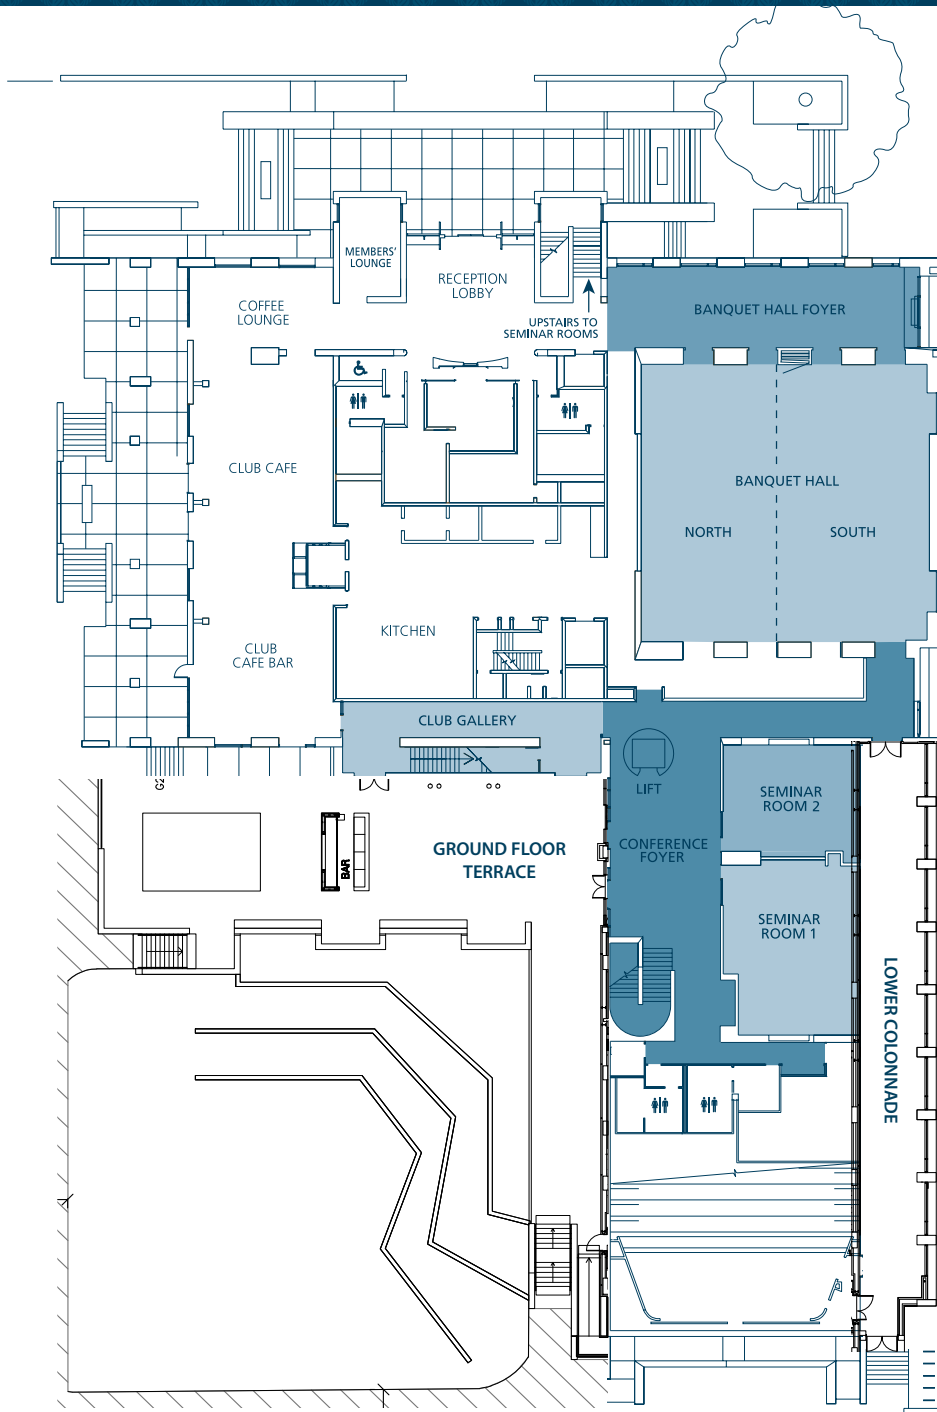 MEMBERS'
LOUNGE
RECEPTION
LOBBY
COFFEE
LOUNGE
UPSTAIRS TO
SEMINAR ROOMS
BANQUET HALL FOYER
CLUB CAFE
BANQUET HALL
NORTH
SOUTH
KITCHEN
CLUB
CAFE BAR
CLUB GALLERY
LIFT
SEMINAR
ROOM 2
CONFERENCE
FOYER
GROUND FLOOR
TERRACE
BAR
SEMINAR
ROOM 1
LOWER COLONNADE